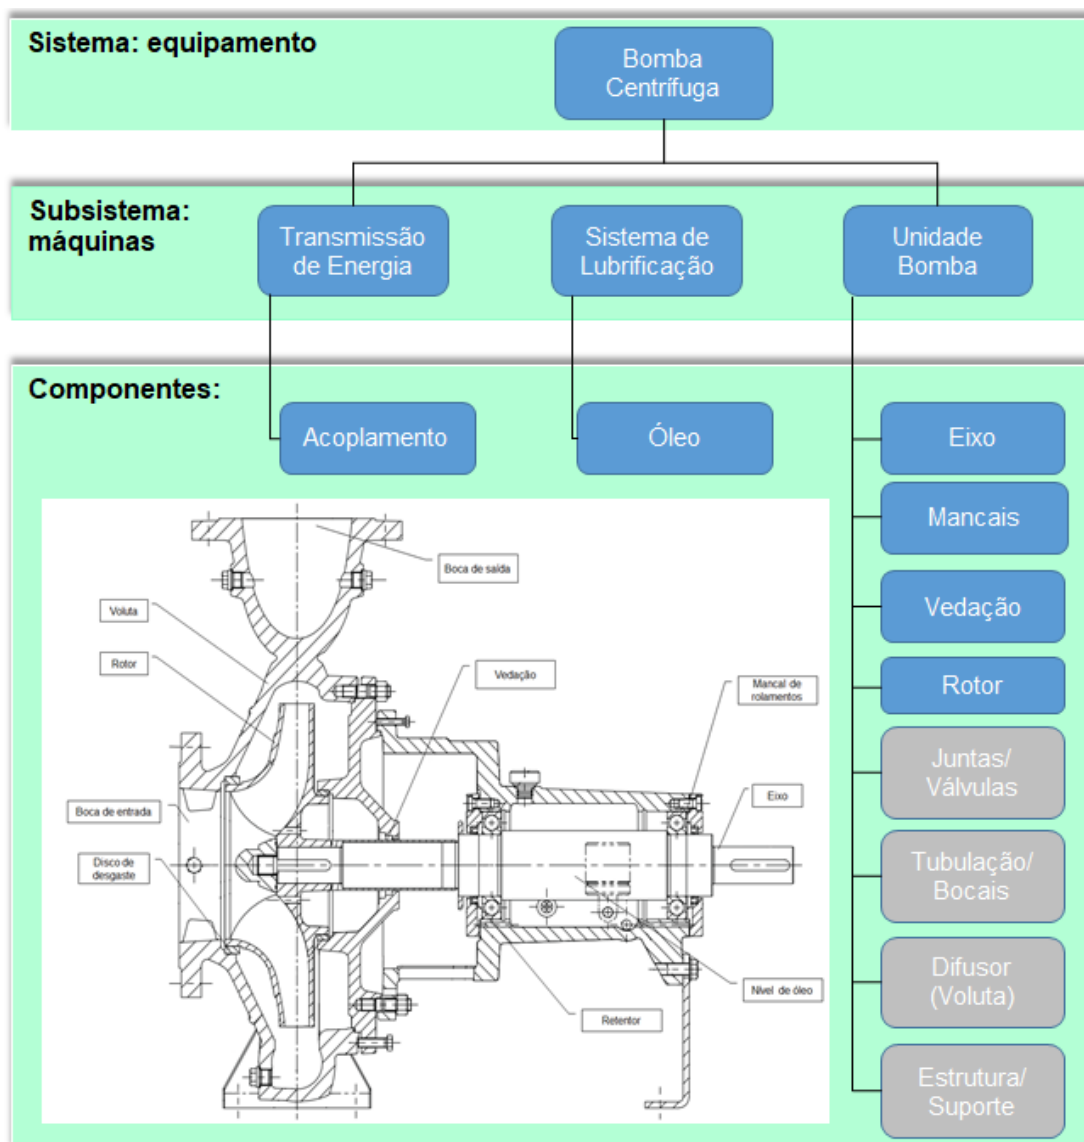 Sistema: equipamento
Bomba
Centrífuga
Subsistema:
máquinas
Transmissão
de Energia
Sistema de
Lubrificação
Unidade
Bomba
Componentes:
Acoplamento
Óleo
Eixo
Mancais
Vedação
Rotor
Juntas/
Válvulas
Tubulação/
Bocais
Difusor
(Voluta)
Estrutura/
Suporte
Boca de saída
Voluta
Rotor
Vedação
Mancal de
rolamentos
Eixo
Boca de entrada
Disco de
desgaste
Nível de óleo
Retentor